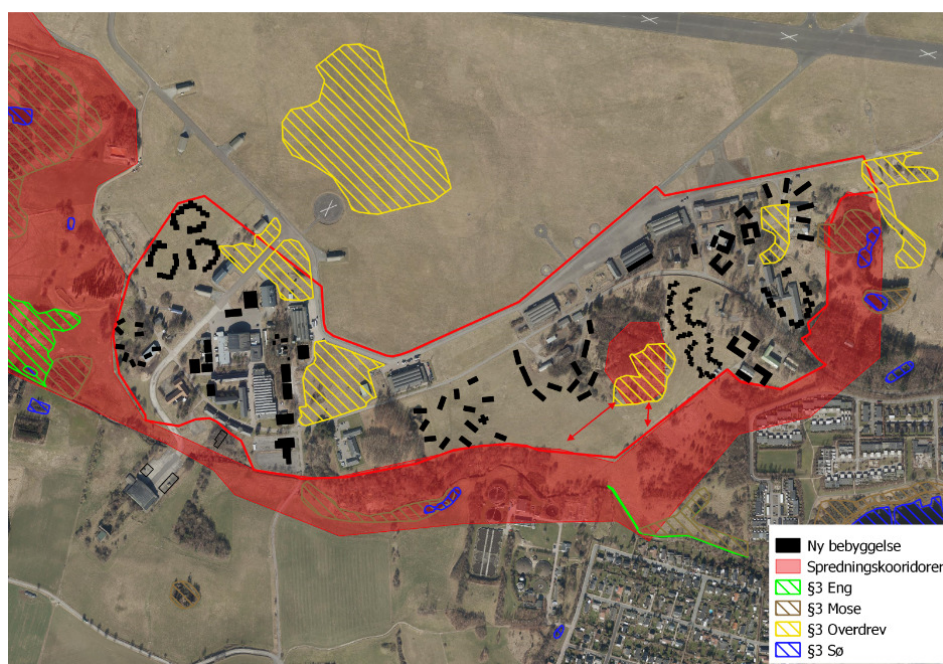 Ny bebyggelse
Spredningskooridorer
§3 Eng
§3 Mose
§3 Overdrev
§3 Sø